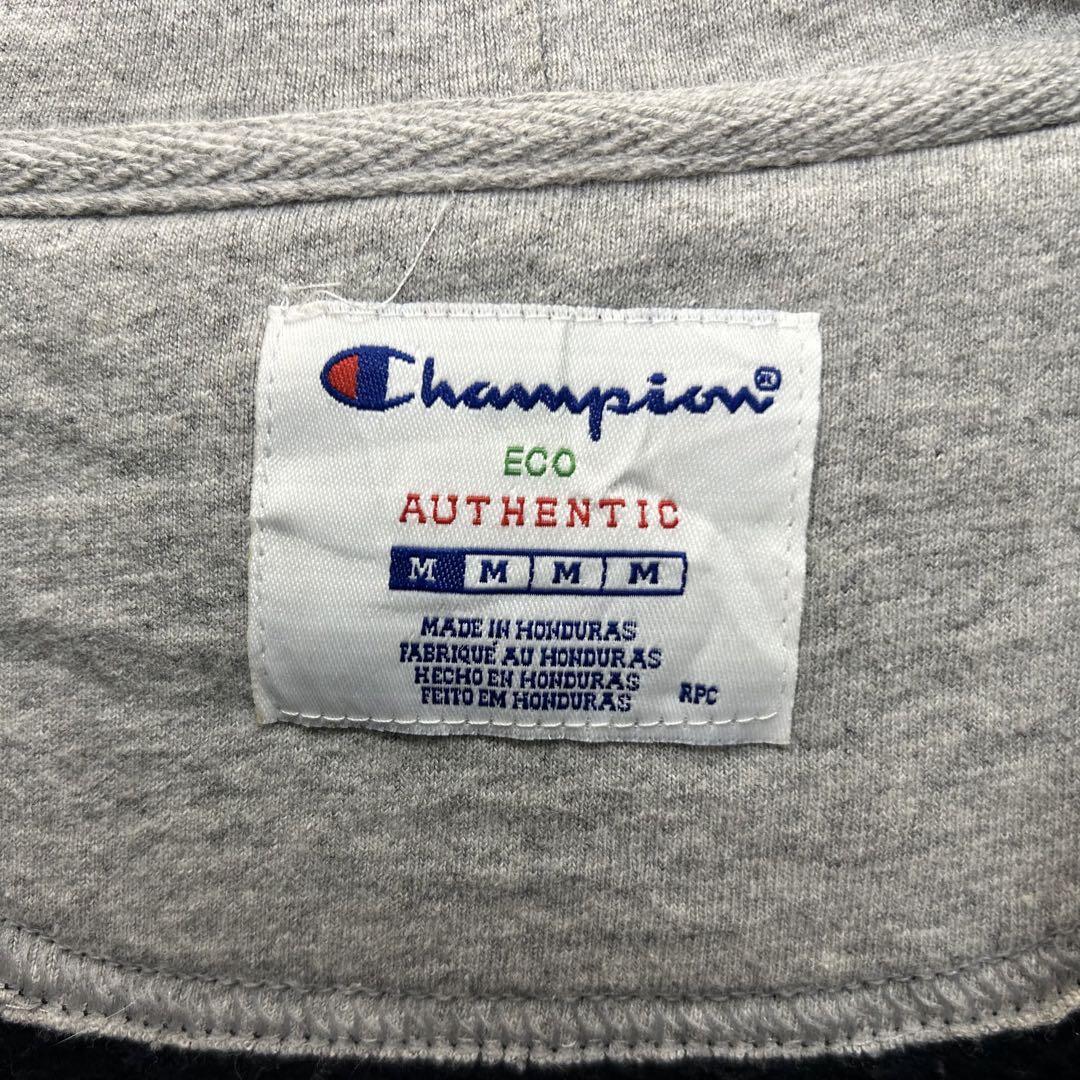 Champion®
ECO
AUTHENTIC
M M M M
MADE IN HONDURAS
FABRIQUÉ AU HONDURAS
HECHO EN HONDURAS
FEITO EM HONDURAS
RPC